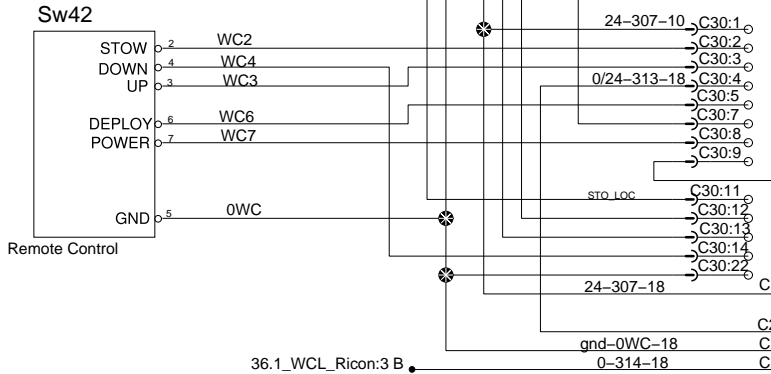 Sw42
STOW 2 WC2
DOWN 4 WC4
UP 3 WC3
DEPLOY 6 WC6
POWER 7 WC7
GND 5 0WC
Remote Control
24–307–10 C30:1
C30:2
C30:3
0/24–313–18 C30:4
C30:5
C30:7
C30:8
C30:9
STO_LOC C30:11
C30:12
C30:13
C30:14
C30:22
24–307–18 C
C2
gnd–0WC–18 C
36.1_WCL_Ricon:3 B 0–314–18 C